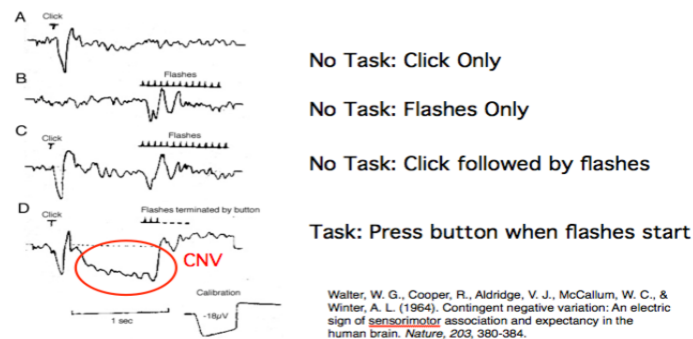 A
Click
No Task: Click Only
B
Flashes
No Task: Flashes Only
C
Click
Flashes
No Task: Click followed by flashes
D
Click
Flashes terminated by button
Task: Press button when flashes start
CNV
Calibration
-18μV
1 sec
Walter, W. G., Cooper, R., Aldridge, V. J., McCallum, W. C., &
Winter, A. L. (1964). Contingent negative variation: An electric
sign of sensorimotor association and expectancy in the
human brain. Nature, 203, 380-384.